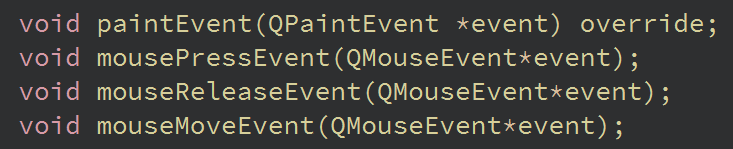 void paintEvent(QPaintEvent *event) override;
void mousePressEvent(QMouseEvent*event);
void mouseReleaseEvent(QMouseEvent*event);
void mouseMoveEvent(QMouseEvent*event);